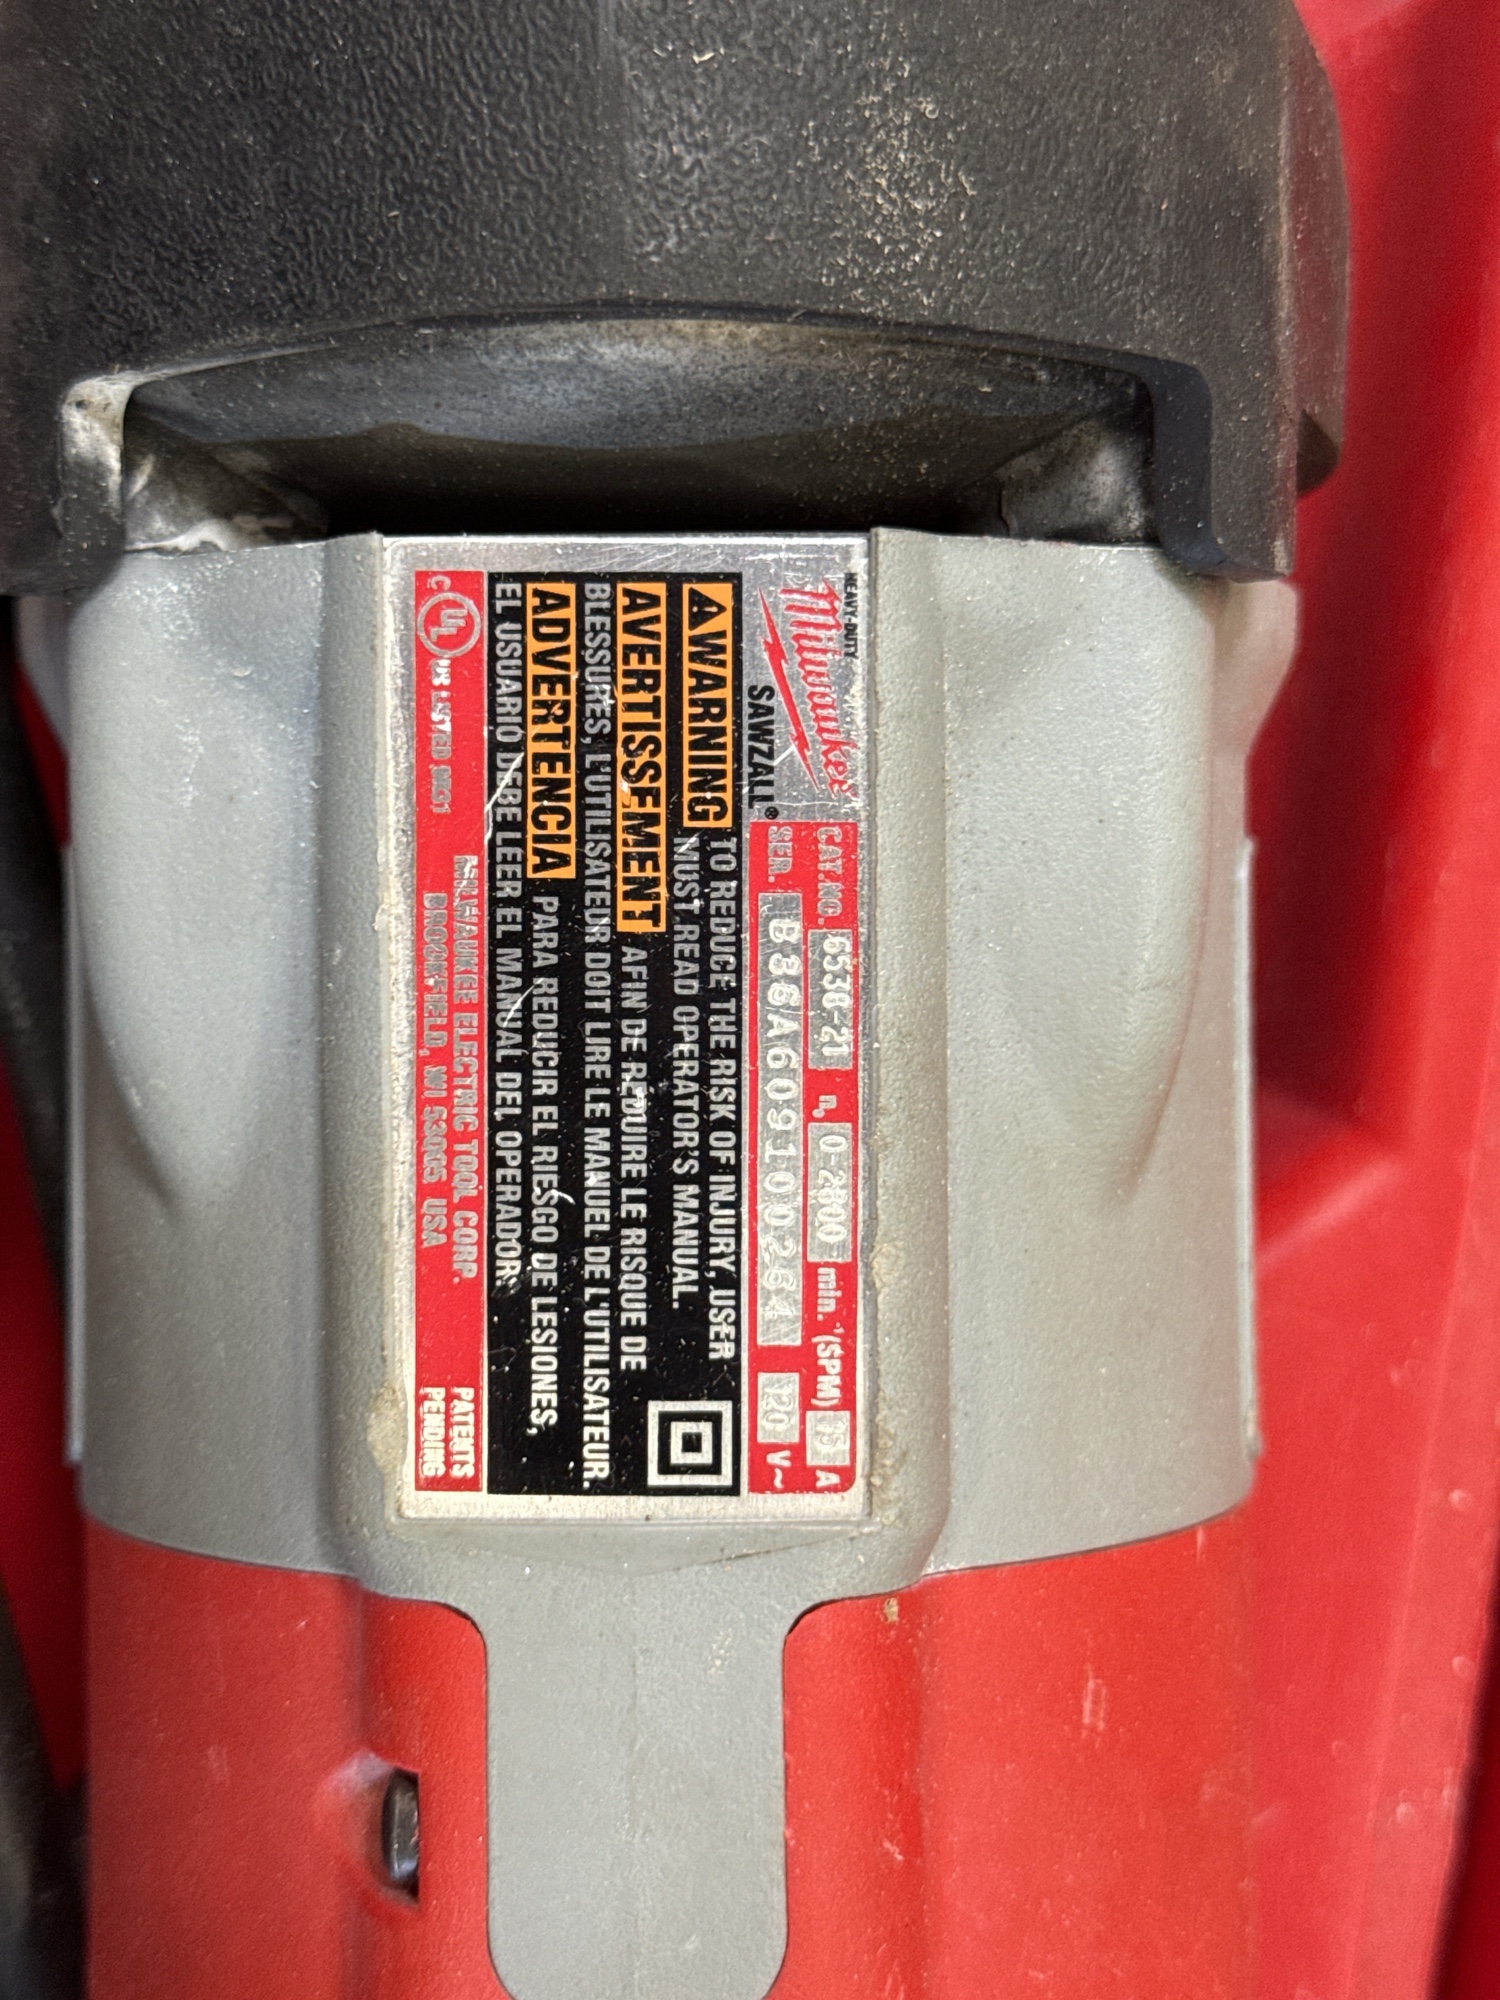 HEAVY-DUTY
Milwaukee
SAWZALL®
CAT.NO. 6538-21 n₀ 0-2800 min.⁻¹(SPM) 15 A
SER. B36A609100264 120 V~
⚠WARNING TO REDUCE THE RISK OF INJURY, USER
MUST READ OPERATOR'S MANUAL.
AVERTISSEMENT AFIN DE RÉDUIRE LE RISQUE DE
BLESSURES, L'UTILISATEUR DOIT LIRE LE MANUEL DE L'UTILISATEUR.
ADVERTENCIA PARA REDUCIR EL RIESGO DE LESIONES,
EL USUARIO DEBE LEER EL MANUAL DEL OPERADOR.
C UL US LISTED
MILWAUKEE ELECTRIC TOOL CORP.
BROOKFIELD, WI 53005 USA
PATENTS
PENDING